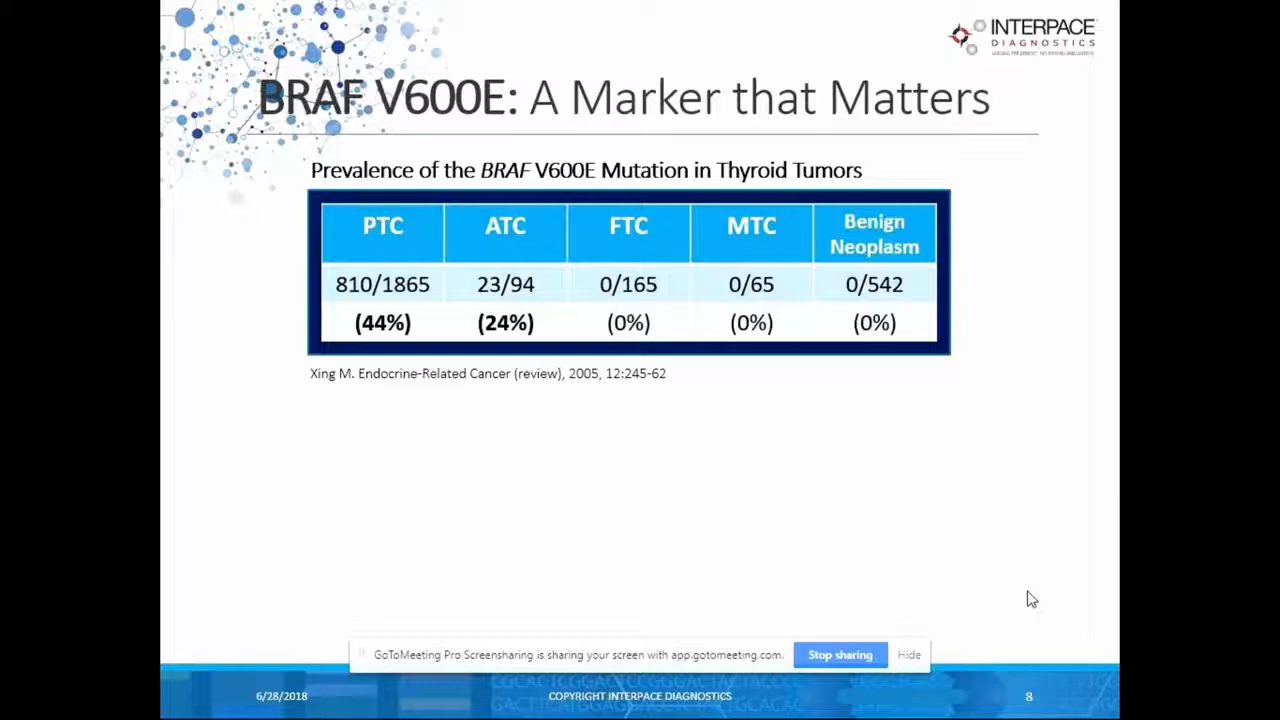 INTERPACE
DIAGNOSTICS
BRAF V600E: A Marker that Matters
Prevalence of the BRAF V600E Mutation in Thyroid Tumors
PTC ATC FTC MTC Benign Neoplasm
810/1865 23/94 0/165 0/65 0/542
(44%) (24%) (0%) (0%) (0%)
Xing M. Endocrine-Related Cancer (review), 2005, 12:245-62
GoToMeeting Pro Screensharing is sharing your screen with app.gotomeeting.com. Stop sharing Hide
6/28/2018 COPYRIGHT INTERPACE DIAGNOSTICS 8